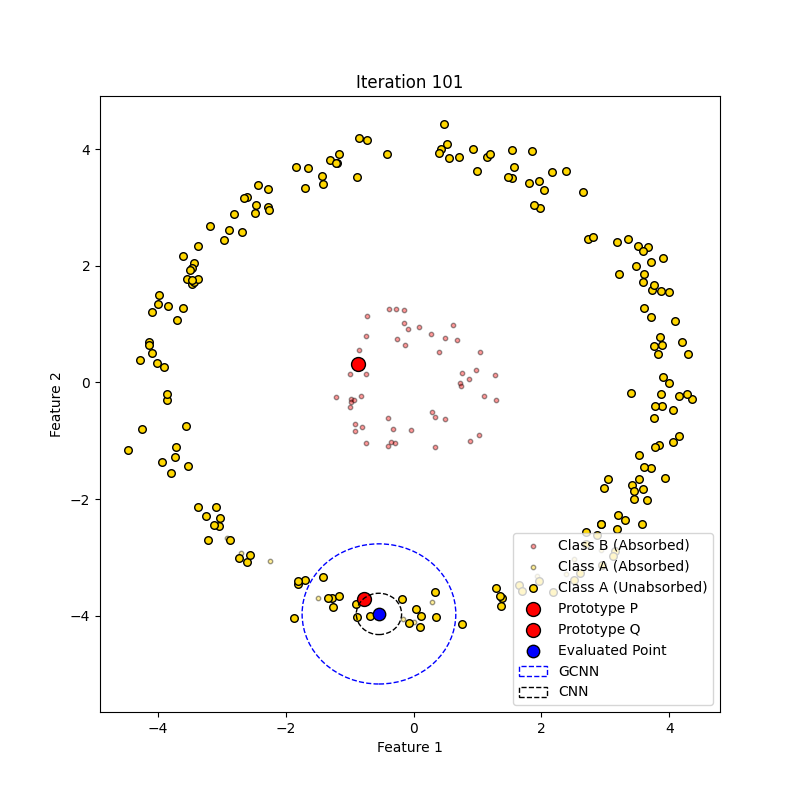 Iteration 101
Feature 2
4
2
0
−2
−4
−4
−2
0
2
4
Feature 1
Class B (Absorbed)
Class A (Absorbed)
Class A (Unabsorbed)
Prototype P
Prototype Q
Evaluated Point
GCNN
CNN